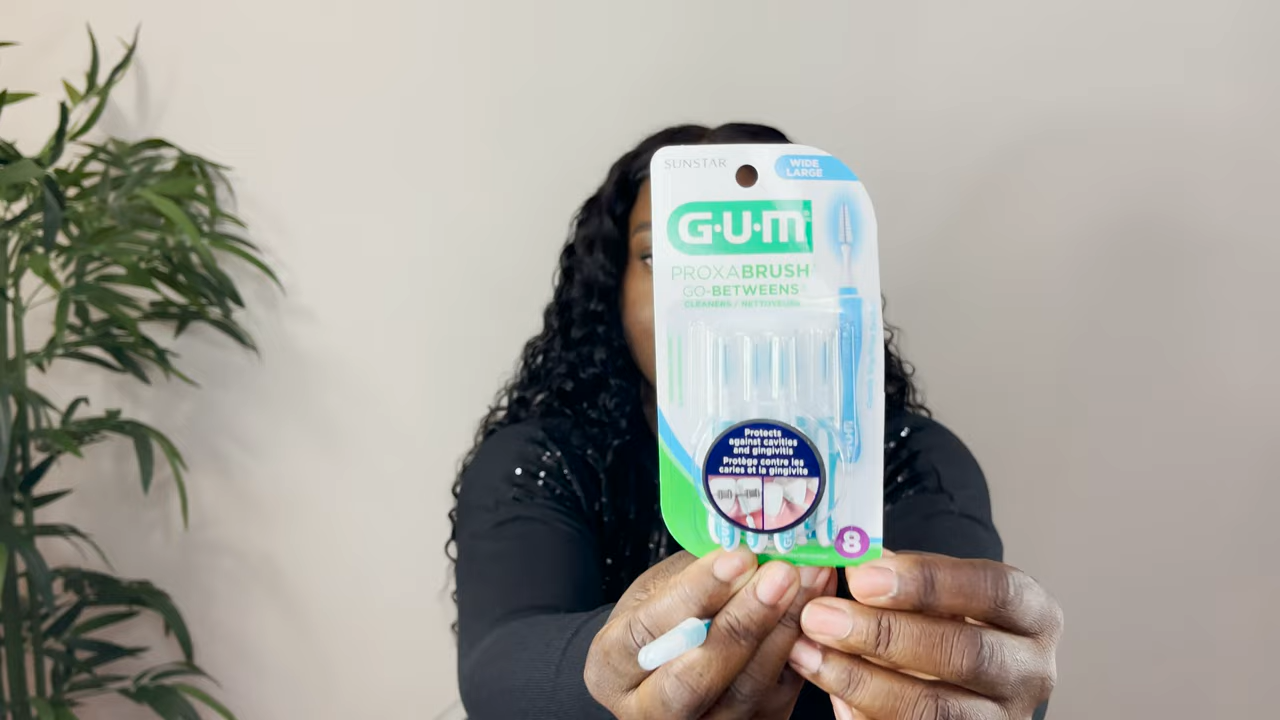 SUNSTAR
WIDE
LARGE
G·U·M®
PROXABRUSH
GO-BETWEENS®
CLEANERS / NETTOYEURS
Protects
against cavities
and gingivitis
Protège contre les
caries et la gingivite
GUM
8